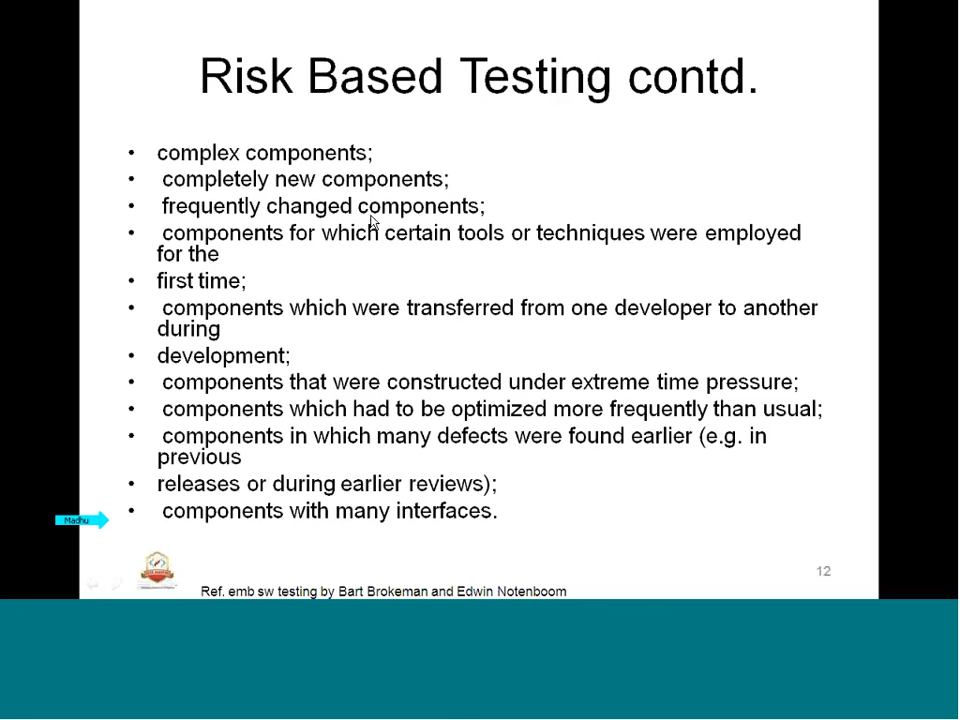 Risk Based Testing contd.
• complex components;
• completely new components;
• frequently changed components;
• components for which certain tools or techniques were employed
for the
• first time;
• components which were transferred from one developer to another
during
• development;
• components that were constructed under extreme time pressure;
• components which had to be optimized more frequently than usual;
• components in which many defects were found earlier (e.g. in
previous
• releases or during earlier reviews);
• components with many interfaces.
Madhu
12
Ref. emb sw testing by Bart Brokeman and Edwin Notenboom